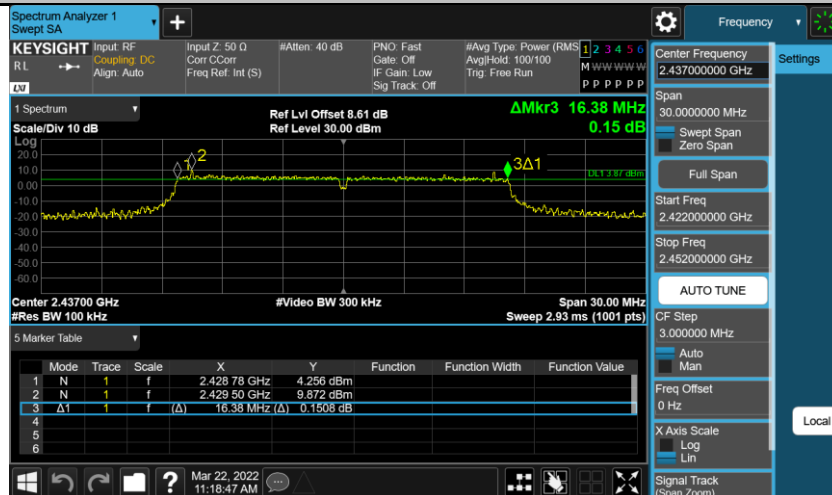 Spectrum Analyzer 1
Swept SA
+
Frequency
KEYSIGHT Input: RF Input Z: 50 Ω #Atten: 40 dB PNO: Fast #Avg Type: Power (RMS 1 2 3 4 5 6
RL Coupling: DC Corr CCorr Gate: Off Avg|Hold: 100/100 M W W W W W
Align: Auto Freq Ref: Int (S) IF Gain: Low Trig: Free Run
LXI Sig Track: Off P P P P P P
1 Spectrum
Ref Lvl Offset 8.61 dB ΔMkr3 16.38 MHz
Scale/Div 10 dB Ref Level 30.00 dBm 0.15 dB
Log
20.0
10.0
0.00
-10.0
-20.0
-30.0
-40.0
-50.0
-60.0
1 2 3Δ1
DL1 3.87 dBm
Center 2.43700 GHz #Video BW 300 kHz Span 30.00 MHz
#Res BW 100 kHz Sweep 2.93 ms (1001 pts)
5 Marker Table
Mode Trace Scale X Y Function Function Width Function Value
1 N 1 f 2.428 78 GHz 4.256 dBm
2 N 1 f 2.429 50 GHz 9.872 dBm
3 Δ1 1 f (Δ) 16.38 MHz (Δ) 0.1508 dB
4
5
6
? Mar 22, 2022
11:18:47 AM
Center Frequency
2.437000000 GHz
Settings
Span
30.0000000 MHz
Swept Span
Zero Span
Full Span
Start Freq
2.422000000 GHz
Stop Freq
2.452000000 GHz
AUTO TUNE
CF Step
3.000000 MHz
Auto
Man
Freq Offset
0 Hz
Local
X Axis Scale
Log
Lin
Signal Track
(Span Zoom)